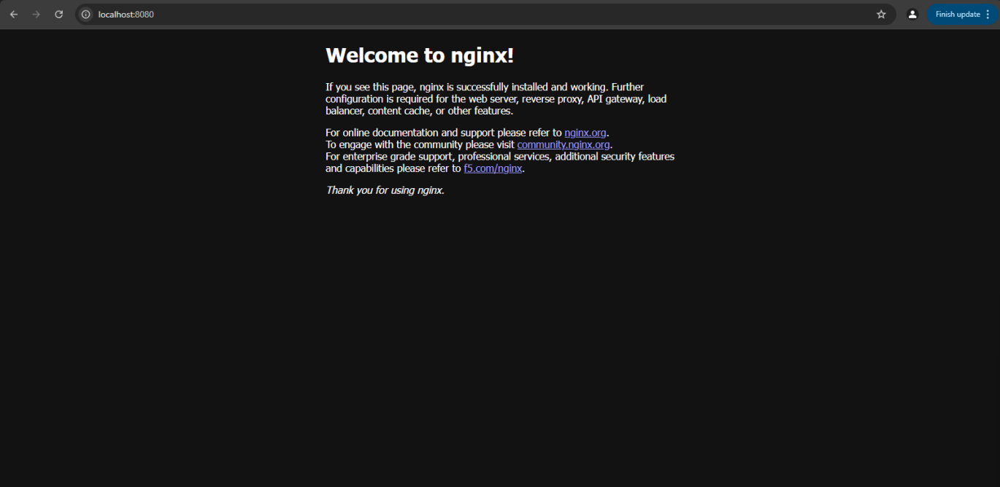 localhost:8080
Finish update
Welcome to nginx!
If you see this page, nginx is successfully installed and working. Further
configuration is required for the web server, reverse proxy, API gateway, load
balancer, content cache, or other features.
For online documentation and support please refer to nginx.org.
To engage with the community please visit community.nginx.org.
For enterprise grade support, professional services, additional security features
and capabilities please refer to f5.com/nginx.
Thank you for using nginx.